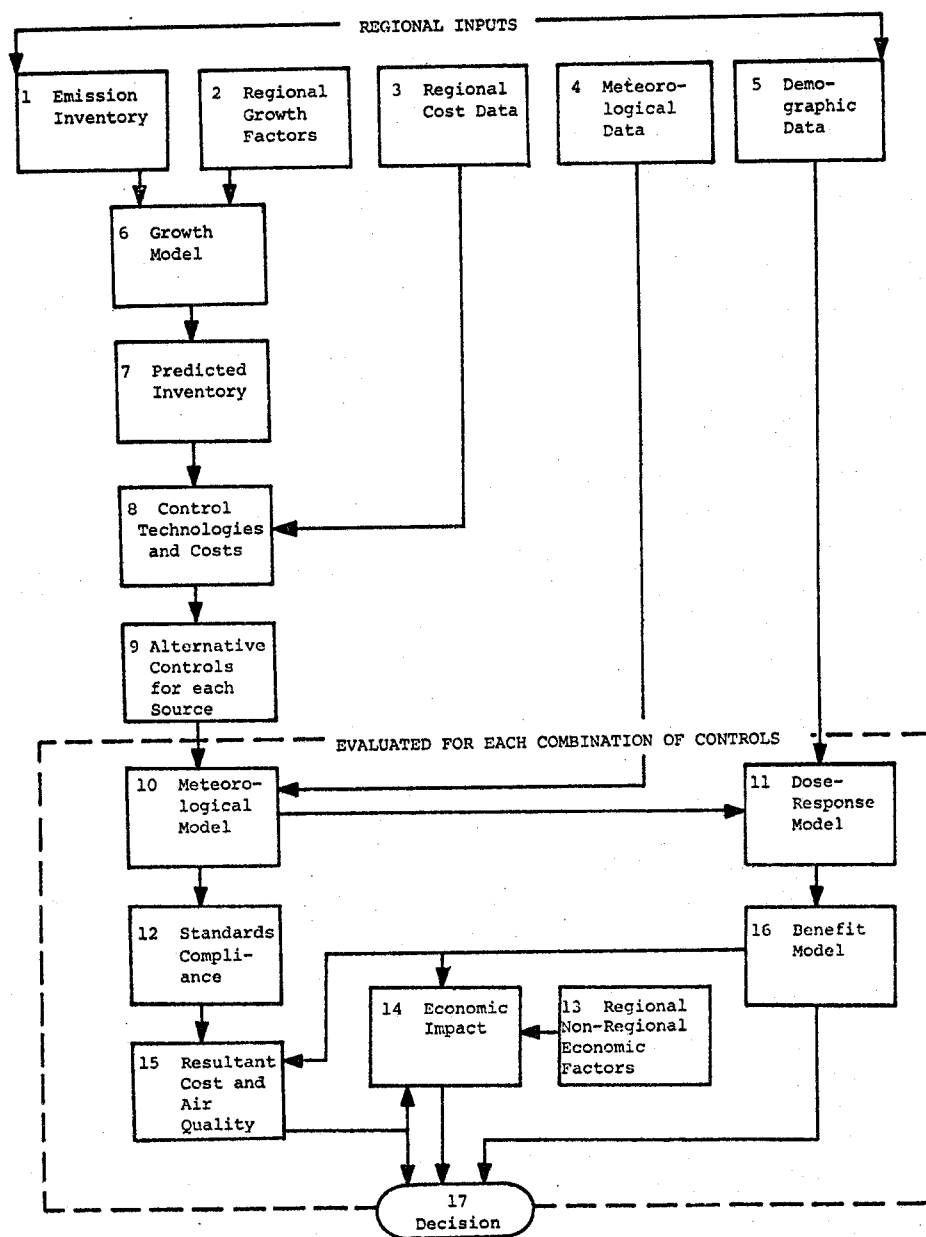 REGIONAL INPUTS
1 Emission
Inventory
2 Regional
Growth
Factors
3 Regional
Cost Data
4 Meteoro-
logical
Data
5 Demo-
graphic
Data
6 Growth
Model
7 Predicted
Inventory
8 Control
Technologies
and Costs
9 Alternative
Controls
for each
Source
EVALUATED FOR EACH COMBINATION OF CONTROLS
10 Meteoro-
logical
Model
11 Dose-
Response
Model
12 Standards
Compli-
ance
16 Benefit
Model
14 Economic
Impact
13 Regional
Non-Regional
Economic
Factors
15 Resultant
Cost and
Air
Quality
17
Decision